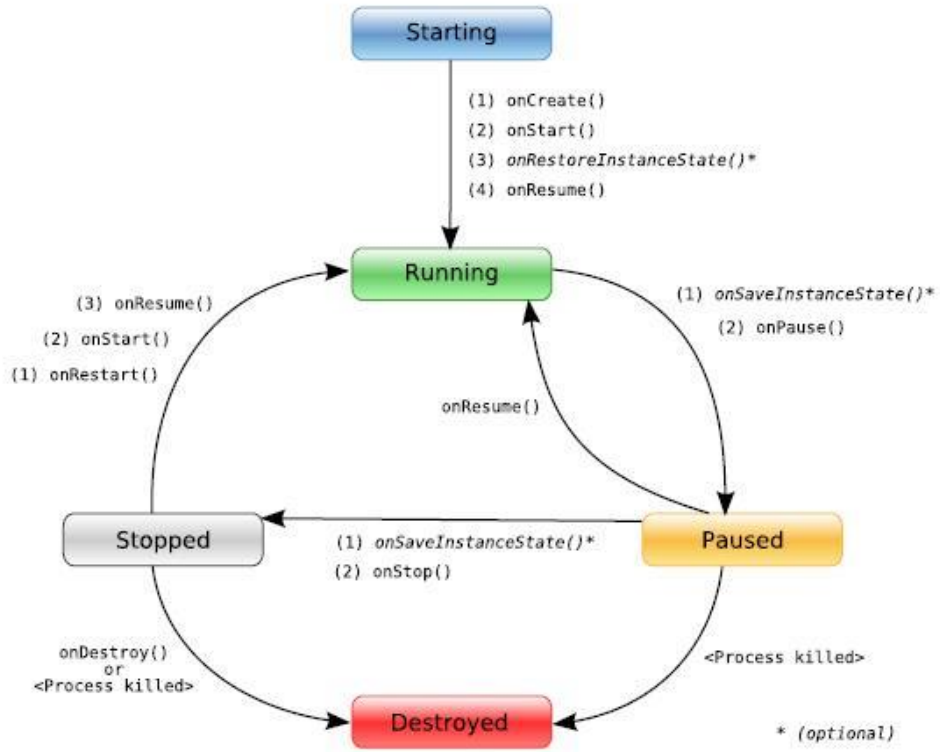 Starting
(1) onCreate()
(2) onStart()
(3) onRestoreInstanceState()*
(4) onResume()
Running
(3) onResume()
(2) onStart()
(1) onRestart()
(1) onSaveInstanceState()*
(2) onPause()
onResume()
Stopped
(1) onSaveInstanceState()*
(2) onStop()
Paused
onDestroy()
or
<Process killed>
<Process killed>
Destroyed
* (optional)